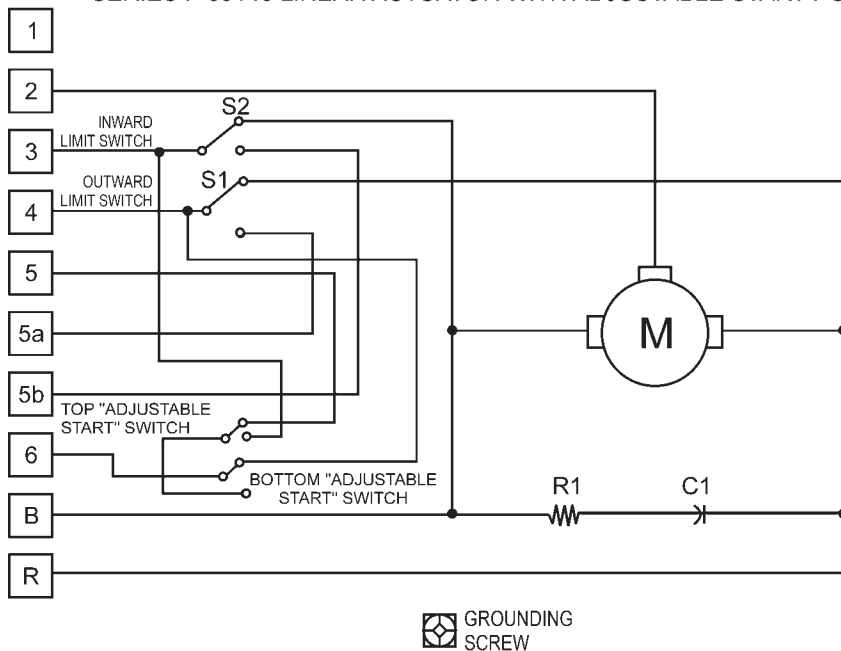 1
2
S2
INWARD
LIMIT SWITCH
3
OUTWARD
LIMIT SWITCH
S1
4
5
M
5a
5b
TOP "ADJUSTABLE
START" SWITCH
6
BOTTOM "ADJUSTABLE
START" SWITCH
R1
C1
B
R
GROUNDING
SCREW